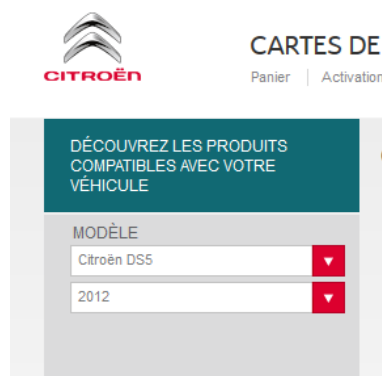 CITROËN
CARTES DE
Panier Activation
DÉCOUVREZ LES PRODUITS
COMPATIBLES AVEC VOTRE
VÉHICULE
MODÈLE
Citroën DS5
2012